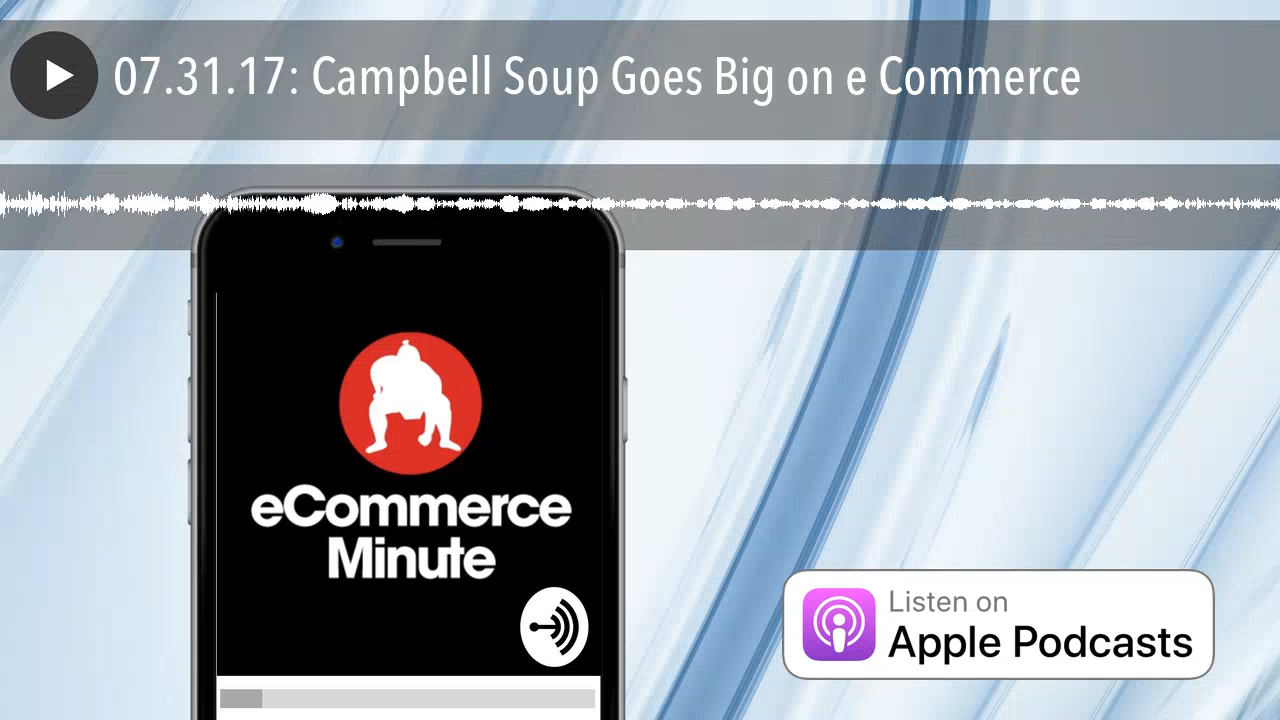 07.31.17: Campbell Soup Goes Big on e Commerce
eCommerce
Minute
Listen on
Apple Podcasts